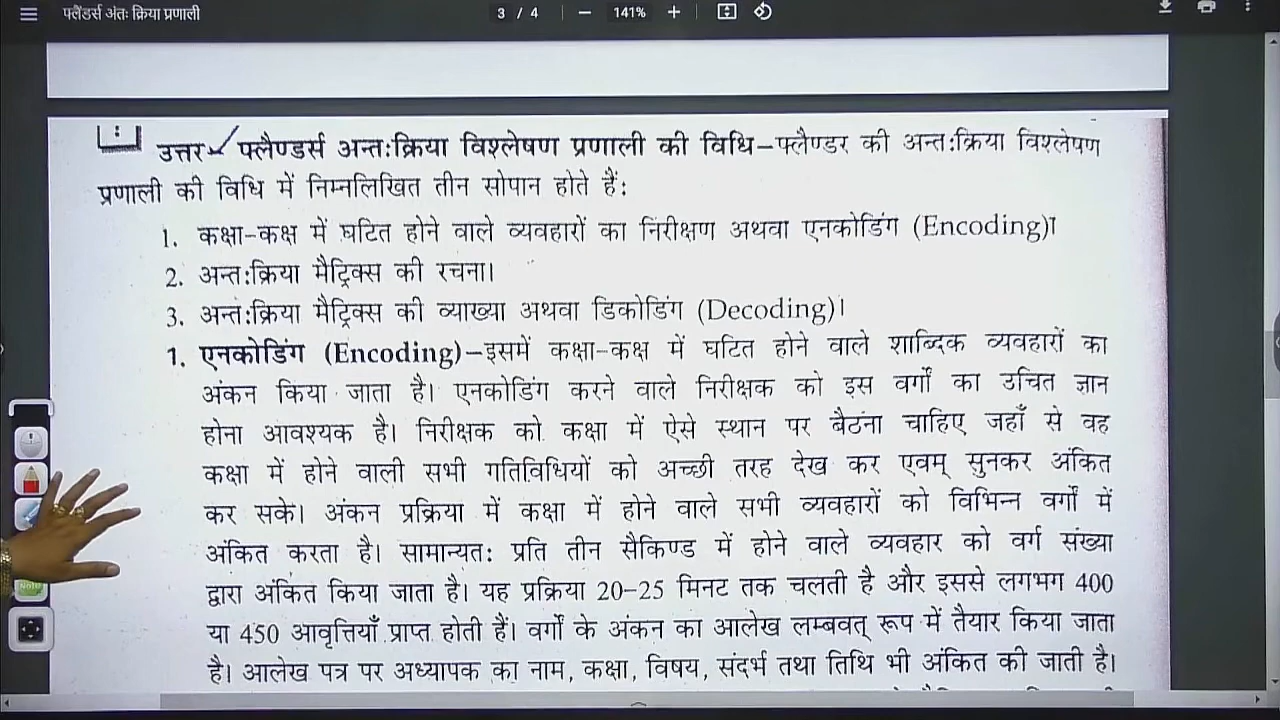 फ्लैंडर्स अंतः क्रिया प्रणाली
3 / 4
141%
उत्तर– फ्लैण्डर्स अन्त:क्रिया विश्लेषण प्रणाली की विधि–फ्लैण्डर की अन्त:क्रिया विश्लेषण
प्रणाली की विधि में निम्नलिखित तीन सोपान होते हैं:
1. कक्षा-कक्ष में घटित होने वाले व्यवहारों का निरीक्षण अथवा एनकोडिंग (Encoding)।
2. अन्त:क्रिया मैट्रिक्स की रचना।
3. अन्त:क्रिया मैट्रिक्स की व्याख्या अथवा डिकोडिंग (Decoding)।
1. एनकोडिंग (Encoding)–इसमें कक्षा-कक्ष में घटित होने वाले शाब्दिक व्यवहारों का
अंकन किया जाता है। एनकोडिंग करने वाले निरीक्षक को इस वर्गों का उचित ज्ञान
होना आवश्यक है। निरीक्षक को कक्षा में ऐसे स्थान पर बैठना चाहिए जहाँ से वह
कक्षा में होने वाली सभी गतिविधियों को अच्छी तरह देख कर एवम् सुनकर अंकित
कर सके। अंकन प्रक्रिया में कक्षा में होने वाले सभी व्यवहारों को विभिन्न वर्गों में
अंकित करता है। सामान्यत: प्रति तीन सैकिण्ड में होने वाले व्यवहार को वर्ग संख्या
द्वारा अंकित किया जाता है। यह प्रक्रिया 20–25 मिनट तक चलती है और इससे लगभग 400
या 450 आवृत्तियाँ प्राप्त होती हैं। वर्गों के अंकन का आलेख लम्बवत् रूप में तैयार किया जाता
है। आलेख पत्र पर अध्यापक का नाम, कक्षा, विषय, संदर्भ तथा तिथि भी अंकित की जाती है।